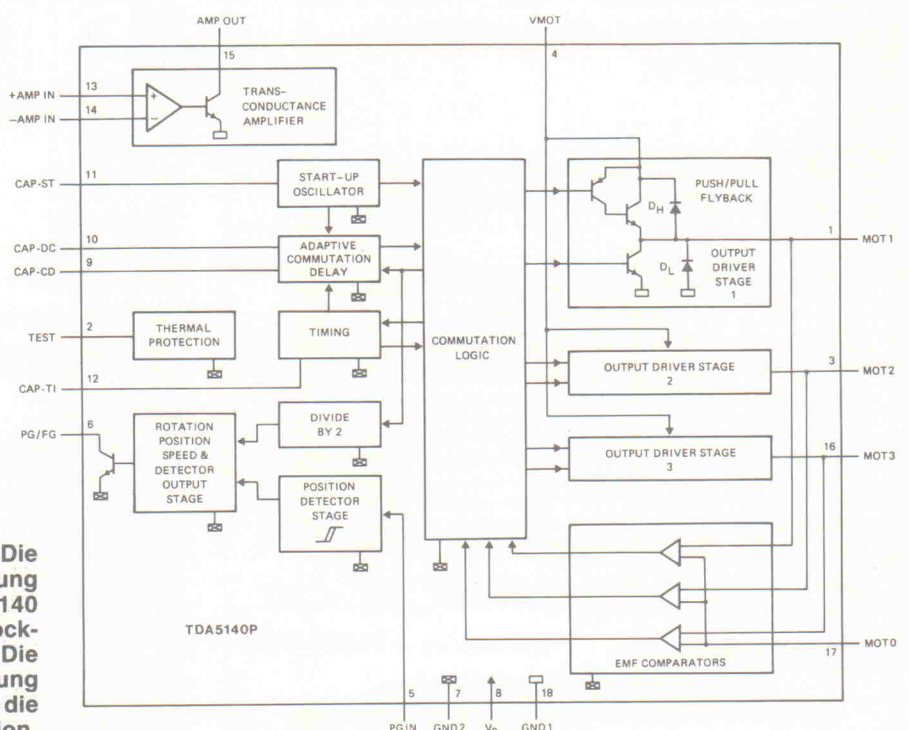 AMP OUT
VMOT
15
4
+AMP IN
13
-AMP IN
14
TRANS-
CONDUCTANCE
AMPLIFIER
CAP-ST
11
START-UP
OSCILLATOR
CAP-DC
10
CAP-CD
9
ADAPTIVE
COMMUTATION
DELAY
TEST
2
THERMAL
PROTECTION
TIMING
CAP-TI
12
PG/FG
6
ROTATION
POSITION
SPEED &
DETECTOR
OUTPUT
STAGE
DIVIDE
BY 2
POSITION
DETECTOR
STAGE
COMMUTATION
LOGIC
PUSH/PULL
FLYBACK
DH
DL
OUTPUT
DRIVER
STAGE
1
1
MOT1
OUTPUT DRIVER STAGE
2
3
MOT2
OUTPUT DRIVER STAGE
3
16
MOT3
EMF COMPARATORS
MOT0
17
TDA5140P
5
7
8
18
PG IN
GND2
GND1
Die
ung
140
ock-
Die
ung
die
ion.